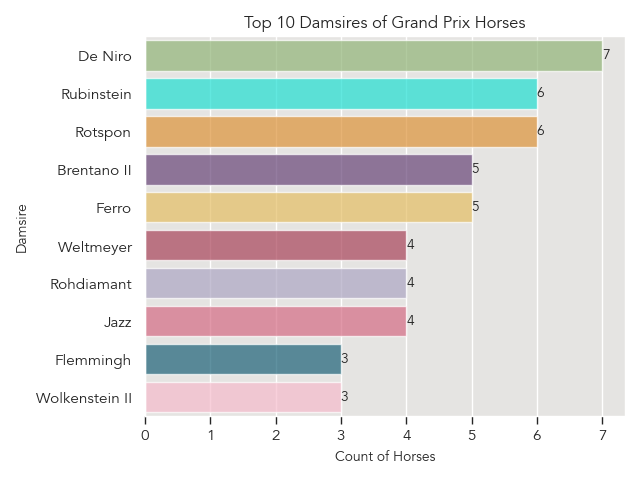 Top 10 Damsires of Grand Prix Horses
De Niro 7
Rubinstein 6
Rotspon 6
Brentano II 5
Ferro 5
Weltmeyer 4
Rohdiamant 4
Jazz 4
Flemmingh 3
Wolkenstein II 3
Damsire
0 1 2 3 4 5 6 7
Count of Horses